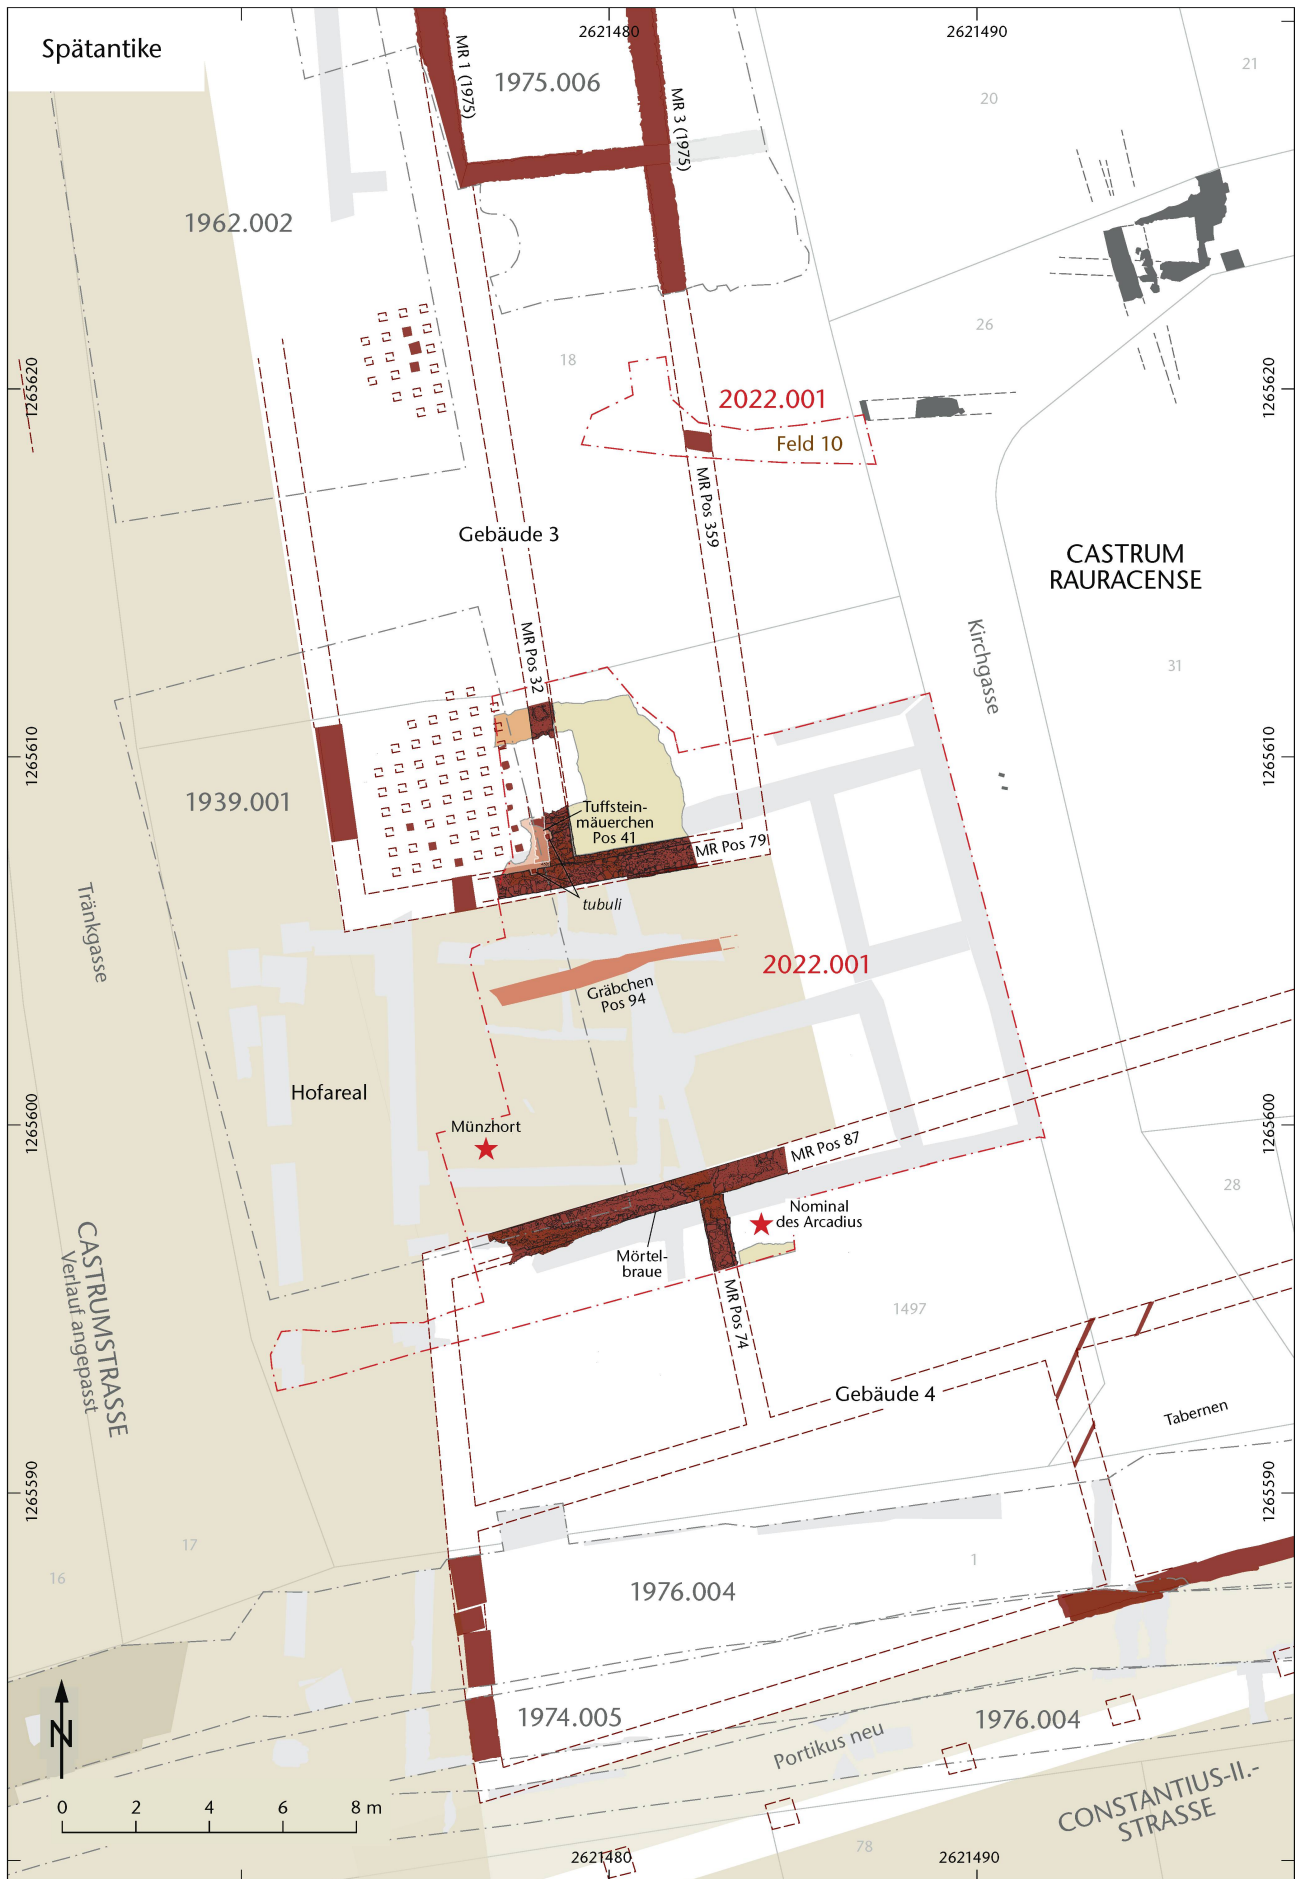 Spätantike
2621480
2621490
MR 1 (1975)
1975.006
MR 3 (1975)
21
20
1962.002
26
18
1265620
1265620
2022.001
Feld 10
MR Pos 359
Gebäude 3
CASTRUM
RAURACENSE
MR Pos 32
Kirchgasse
31
1265610
1265610
1939.001
Tuffstein-
mäuerchen
Pos 41
MR Pos 79
tubuli
Tränkgasse
2022.001
Gräbchen
Pos 94
Hofareal
1265600
1265600
Münzhort
MR Pos 87
28
Nominal
des Arcadius
Mörtel-
braue
MR Pos 74
CASTRUMSTRASSE
Verlauf angepasst
1497
Gebäude 4
Tabernen
1265590
1265590
17
16
1
1976.004
1974.005
1976.004
Portikus neu
N
CONSTANTIUS-II.-
STRASSE
0 2 4 6 8 m
78
2621480
2621490